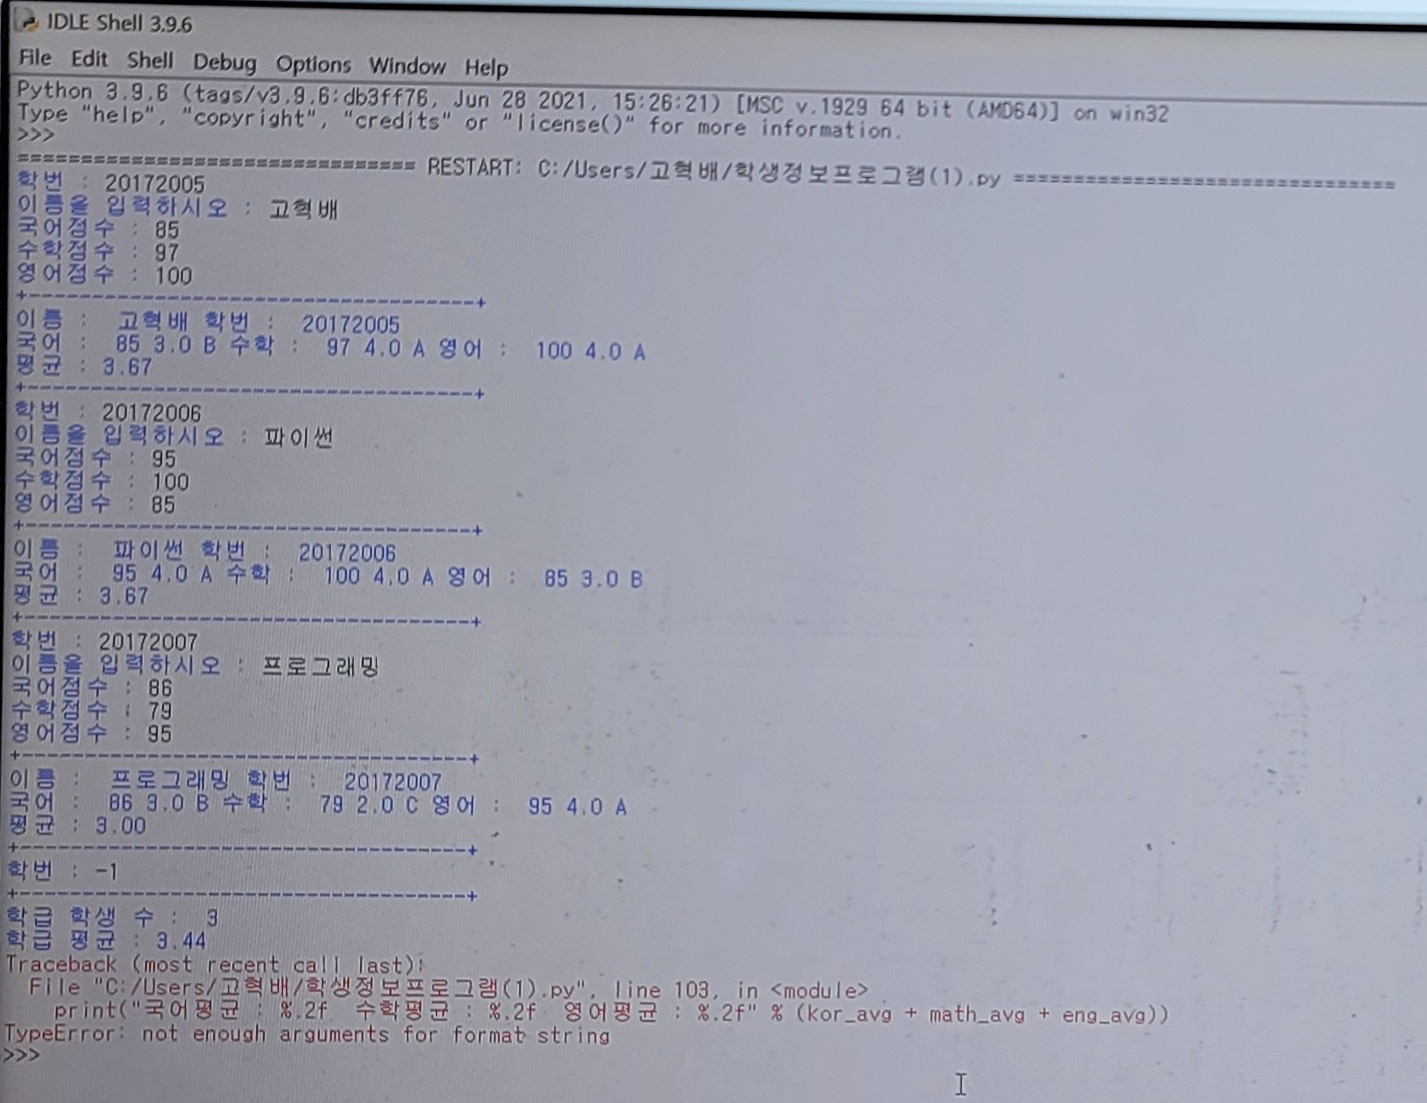 IDLE Shell 3.9.6
File Edit Shell Debug Options Window Help
Python 3.9.6 (tags/v3.9.6:db3ff76, Jun 28 2021, 15:26:21) [MSC v.1929 64 bit (AMD64)] on win32
Type "help", "copyright", "credits" or "license()" for more information.
>>>
================================ RESTART: C:/Users/고혁배/학생정보프로그램(1).py ================================
학번 : 20172005
이름을 입력하시오 : 고혁배
국어점수 : 85
수학점수 : 97
영어점수 : 100
+-----------------------------------+
이름 :  고혁배 학번 :  20172005
국어 :  85 3.0 B 수학 :  97 4.0 A 영어 :  100 4.0 A
평균 : 3.67
+-----------------------------------+
학번 : 20172006
이름을 입력하시오 : 파이썬
국어점수 : 95
수학점수 : 100
영어점수 : 85
+-----------------------------------+
이름 :  파이썬 학번 :  20172006
국어 :  95 4.0 A 수학 :  100 4.0 A 영어 :  85 3.0 B
평균 : 3.67
+-----------------------------------+
학번 : 20172007
이름을 입력하시오 : 프로그래밍
국어점수 : 86
수학점수 : 79
영어점수 : 95
+-----------------------------------+
이름 :  프로그래밍 학번 :  20172007
국어 :  86 3.0 B 수학 :  79 2.0 C 영어 :  95 4.0 A
평균 : 3.00
+-----------------------------------+
학번 : -1
+-----------------------------------+
학급 학생 수 :  3
학급 평균 : 3.44
Traceback (most recent call last):
  File "C:/Users/고혁배/학생정보프로그램(1).py", line 103, in <module>
    print("국어평균 : %.2f  수학평균 : %.2f  영어평균 : %.2f" % (kor_avg + math_avg + eng_avg))
TypeError: not enough arguments for format string
>>>